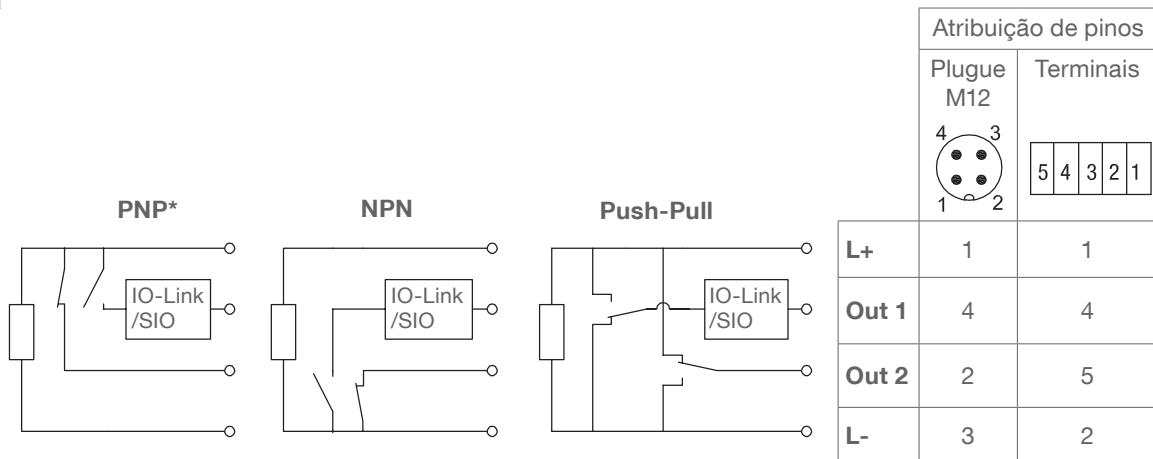 Atribuição de pinos
Plugue
M12
Terminais
4 3
1 2
5 4 3 2 1
PNP*
NPN
Push-Pull
IO-Link
/SIO
IO-Link
/SIO
IO-Link
/SIO
L+ 1 1
Out 1 4 4
Out 2 2 5
L- 3 2